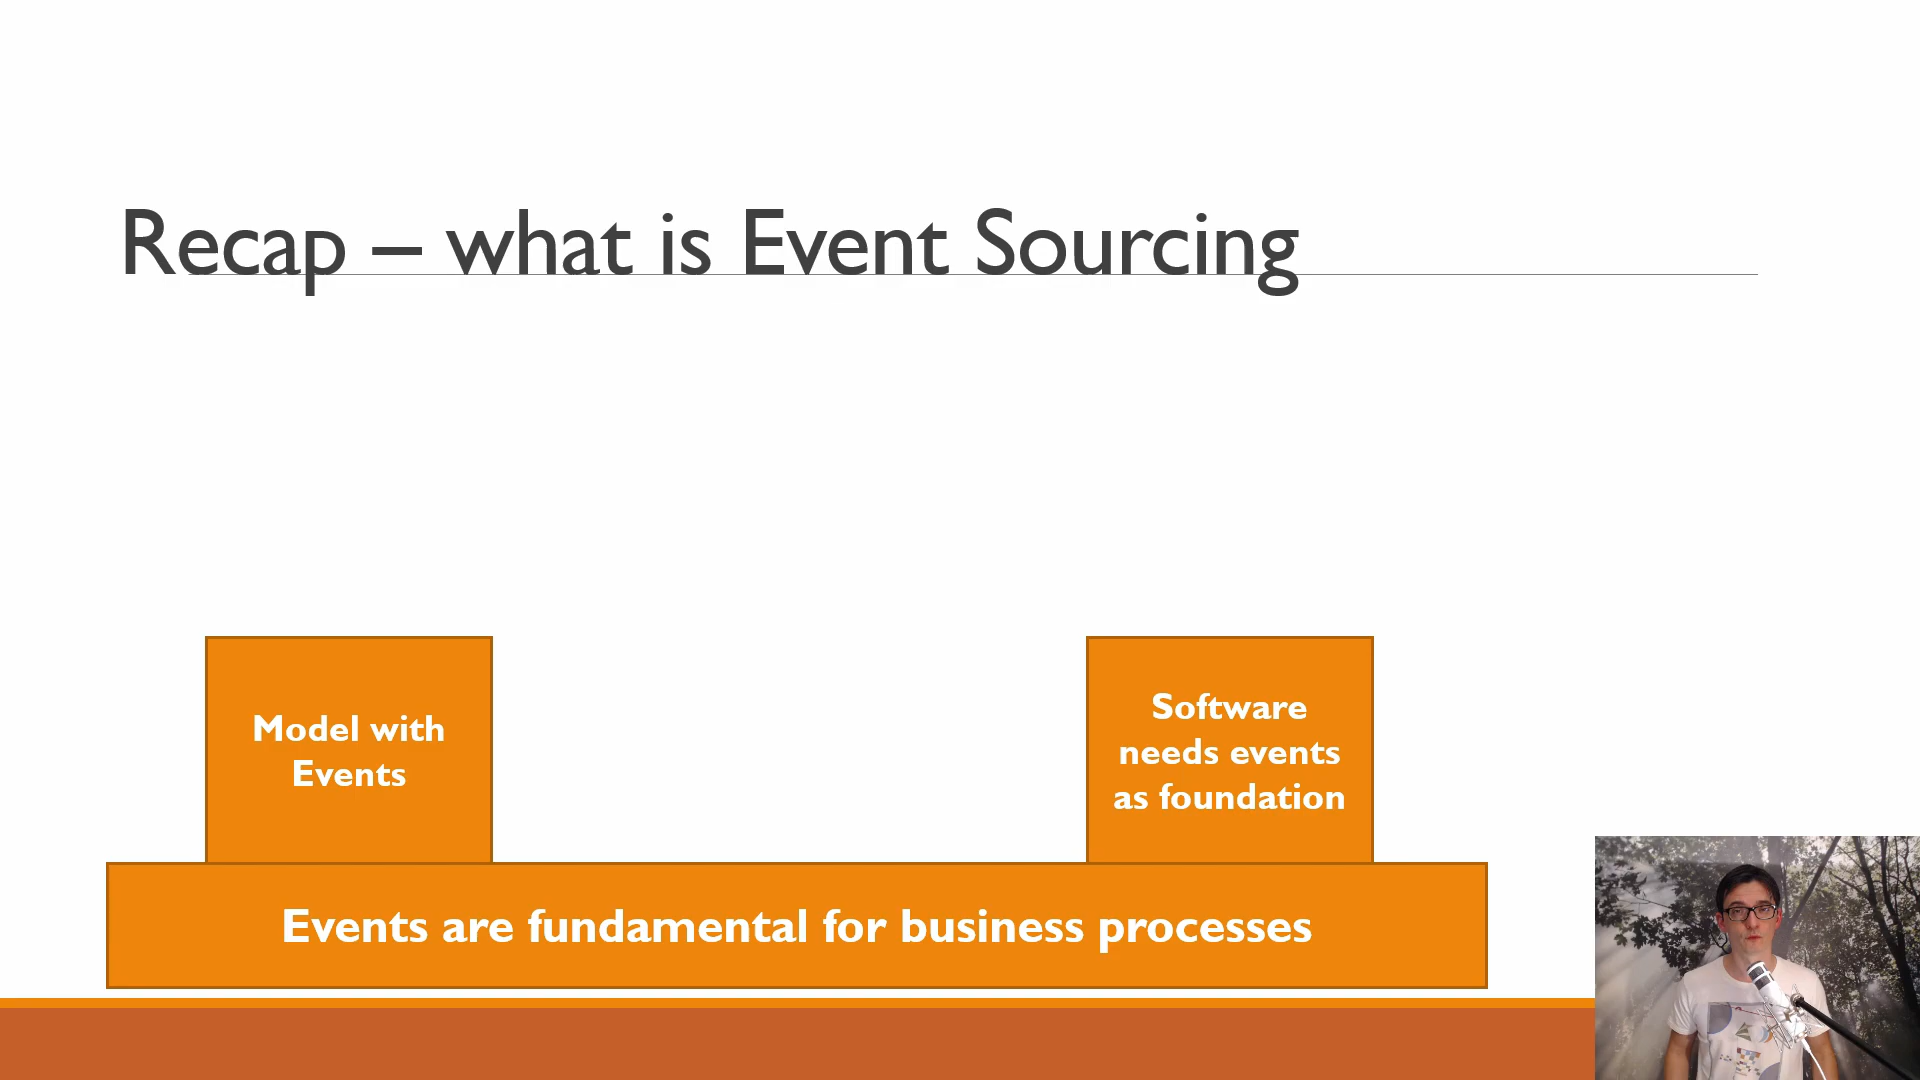 Recap – what is Event Sourcing
Model with
Events
Software
needs events
as foundation
Events are fundamental for business processes